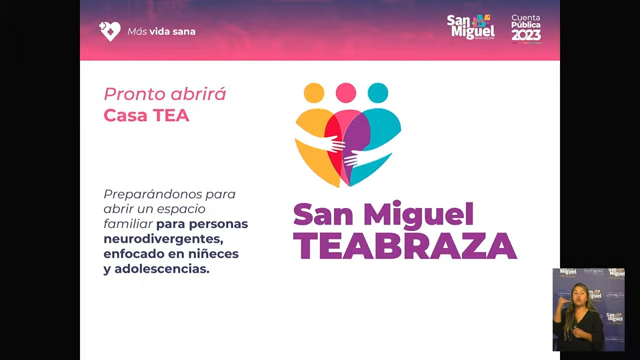 Más vida sana
San Miguel
Cuenta
Pública
2023
Pronto abrirá
Casa TEA
Preparándonos para
abrir un espacio
familiar para personas
neurodivergentes,
enfocado en niñeces
y adolescencias.
San Miguel
TEABRAZA